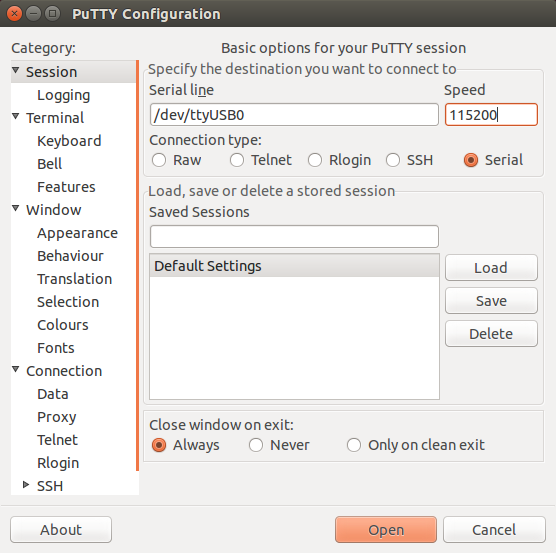 PuTTY Configuration
Category:
Session
Logging
Terminal
Keyboard
Bell
Features
Window
Appearance
Behaviour
Translation
Selection
Colours
Fonts
Connection
Data
Proxy
Telnet
Rlogin
SSH
Basic options for your PuTTY session
Specify the destination you want to connect to
Serial line Speed
/dev/ttyUSB0 115200
Connection type:
Raw Telnet Rlogin SSH Serial
Load, save or delete a stored session
Saved Sessions
Default Settings
Load
Save
Delete
Close window on exit:
Always Never Only on clean exit
About Open Cancel